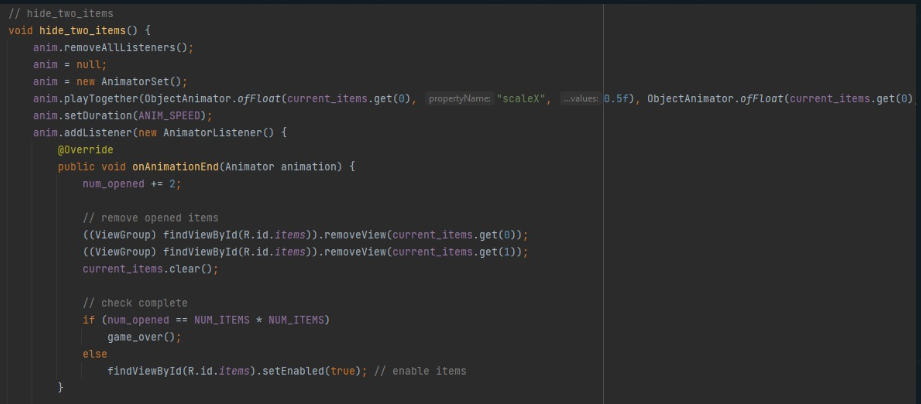 // hide_two_items
void hide_two_items() {
anim.removeAllListeners();
anim = null;
anim = new AnimatorSet();
anim.playTogether(ObjectAnimator.ofFloat(current_items.get(0), propertyName: "scaleX", ...values: 0.5f), ObjectAnimator.ofFloat(current_items.get(0)
anim.setDuration(ANIM_SPEED);
anim.addListener(new AnimatorListener() {
@Override
public void onAnimationEnd(Animator animation) {
num_opened += 2;
// remove opened items
((ViewGroup) findViewById(R.id.items)).removeView(current_items.get(0));
((ViewGroup) findViewById(R.id.items)).removeView(current_items.get(1));
current_items.clear();
// check complete
if (num_opened == NUM_ITEMS * NUM_ITEMS)
game_over();
else
findViewById(R.id.items).setEnabled(true); // enable items
}